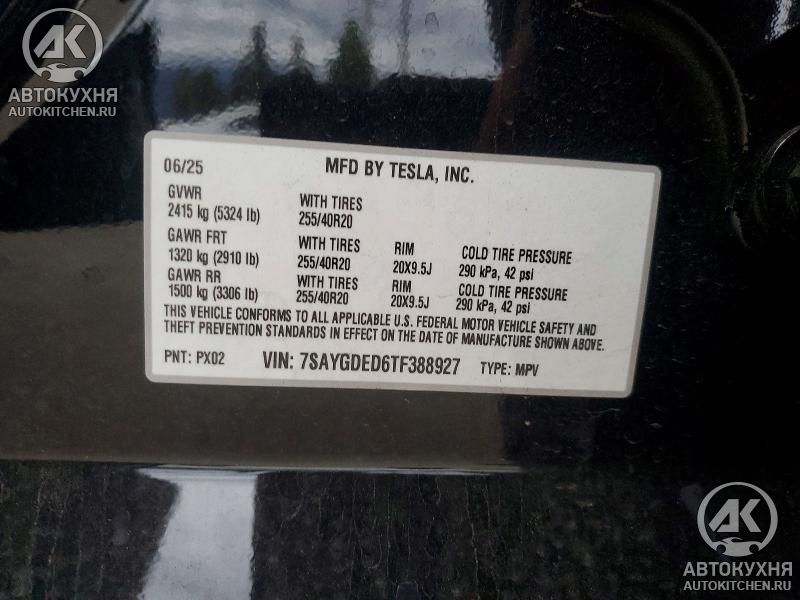 АК
АВТОКУХНЯ
AUTOKITCHEN.RU
06/25 MFD BY TESLA, INC.
GVWR
2415 kg (5324 lb) WITH TIRES
255/40R20
GAWR FRT
1320 kg (2910 lb) WITH TIRES
255/40R20 RIM
20X9.5J COLD TIRE PRESSURE
290 kPa, 42 psi
GAWR RR
1500 kg (3306 lb) WITH TIRES
255/40R20 RIM
20X9.5J COLD TIRE PRESSURE
290 kPa, 42 psi
THIS VEHICLE CONFORMS TO ALL APPLICABLE U.S. FEDERAL MOTOR VEHICLE SAFETY AND
THEFT PREVENTION STANDARDS IN EFFECT ON THE DATE OF MANUFACTURE SHOWN ABOVE.
PNT: PX02 VIN: 7SAYGDED6TF388927 TYPE: MPV
АК
АВТОКУХНЯ
AUTOKITCHEN.RU